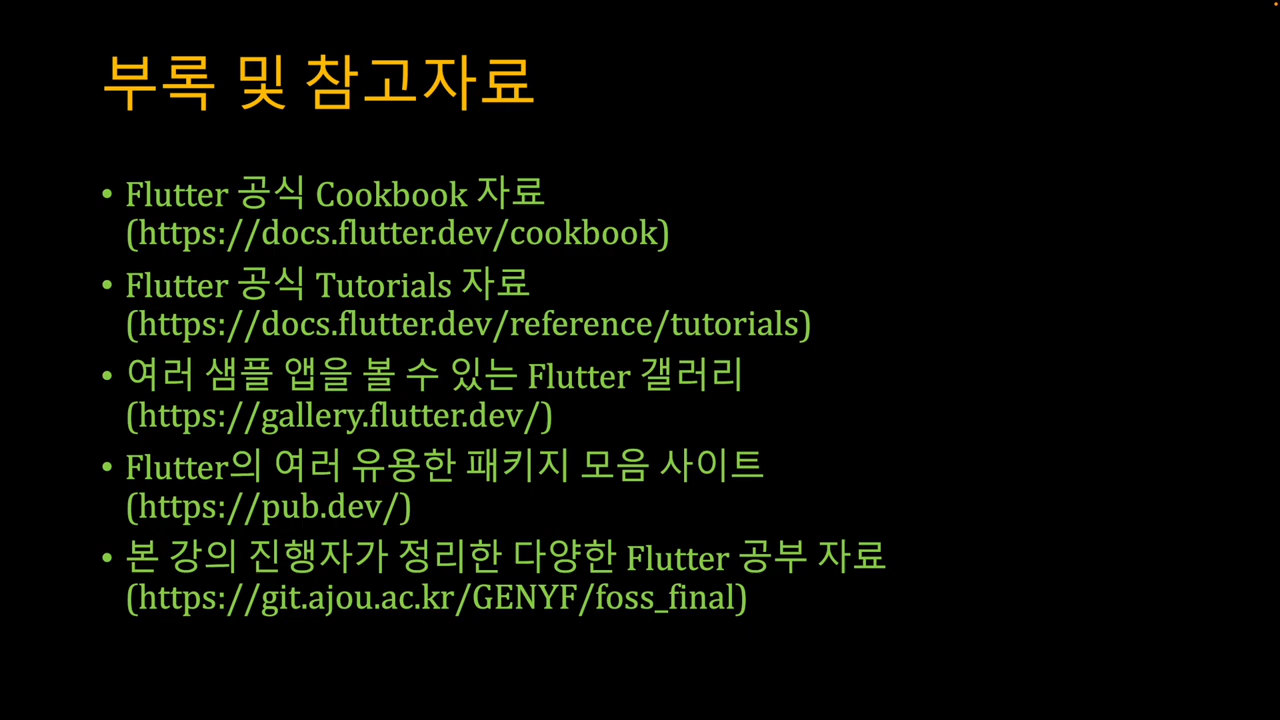 부록 및 참고자료
• Flutter 공식 Cookbook 자료
(https://docs.flutter.dev/cookbook)
• Flutter 공식 Tutorials 자료
(https://docs.flutter.dev/reference/tutorials)
• 여러 샘플 앱을 볼 수 있는 Flutter 갤러리
(https://gallery.flutter.dev/)
• Flutter의 여러 유용한 패키지 모음 사이트
(https://pub.dev/)
• 본 강의 진행자가 정리한 다양한 Flutter 공부 자료
(https://git.ajou.ac.kr/GENYF/foss_final)